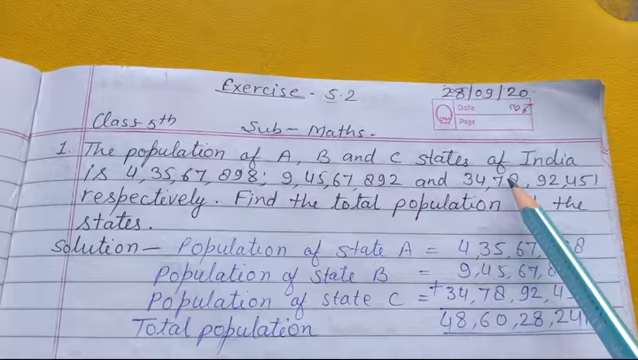 Exercise - 5.2
28/09/20
Date
Page
Class 5th
Sub - Maths.
1. The population of A, B and C states of India
is 4,35,67,898; 9,45,67,892 and 34,78,92,451
respectively. Find the total population the
states.
Solution - Population of state A = 4,35,67,
Population of state B = 9,45,67,
Population of state C = +34,78,92,
Total population 48,60,28,241